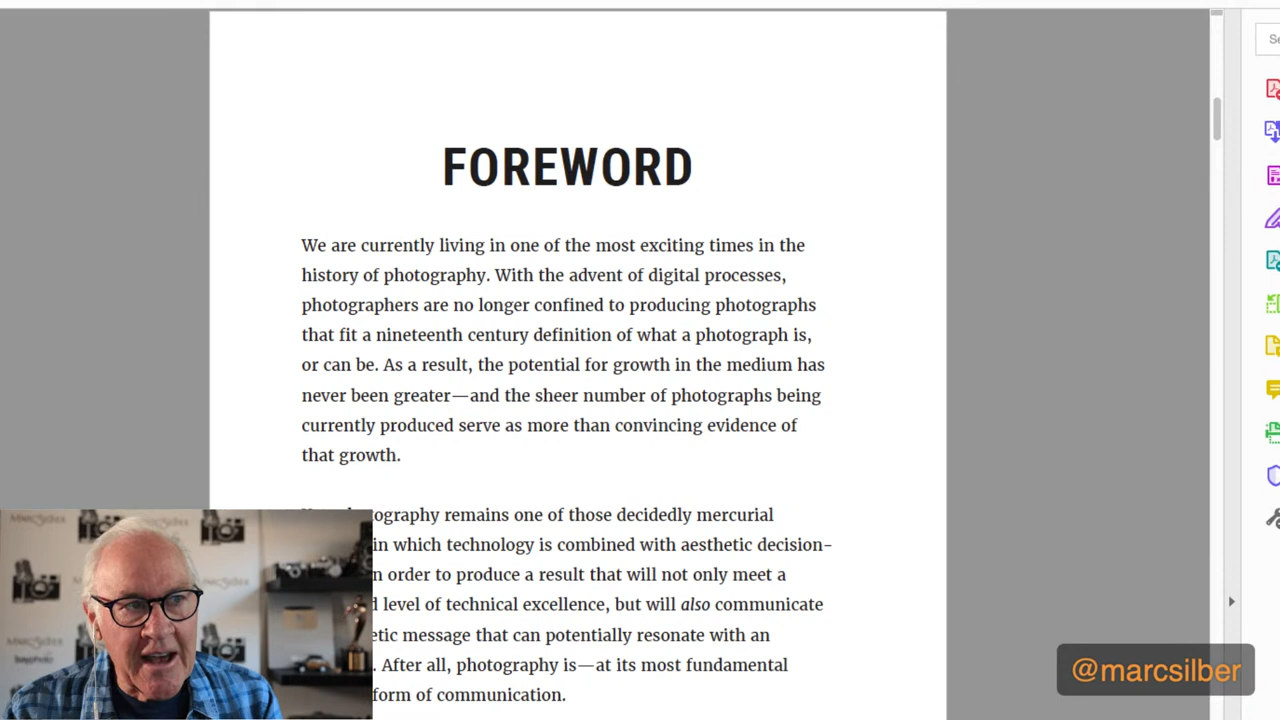 FOREWORD
We are currently living in one of the most exciting times in the
history of photography. With the advent of digital processes,
photographers are no longer confined to producing photographs
that fit a nineteenth century definition of what a photograph is,
or can be. As a result, the potential for growth in the medium has
never been greater—and the sheer number of photographs being
currently produced serve as more than convincing evidence of
that growth.
ography remains one of those decidedly mercurial
in which technology is combined with aesthetic decision-
n order to produce a result that will not only meet a
level of technical excellence, but will also communicate
etic message that can potentially resonate with an
. After all, photography is—at its most fundamental
form of communication.
@marcsilber